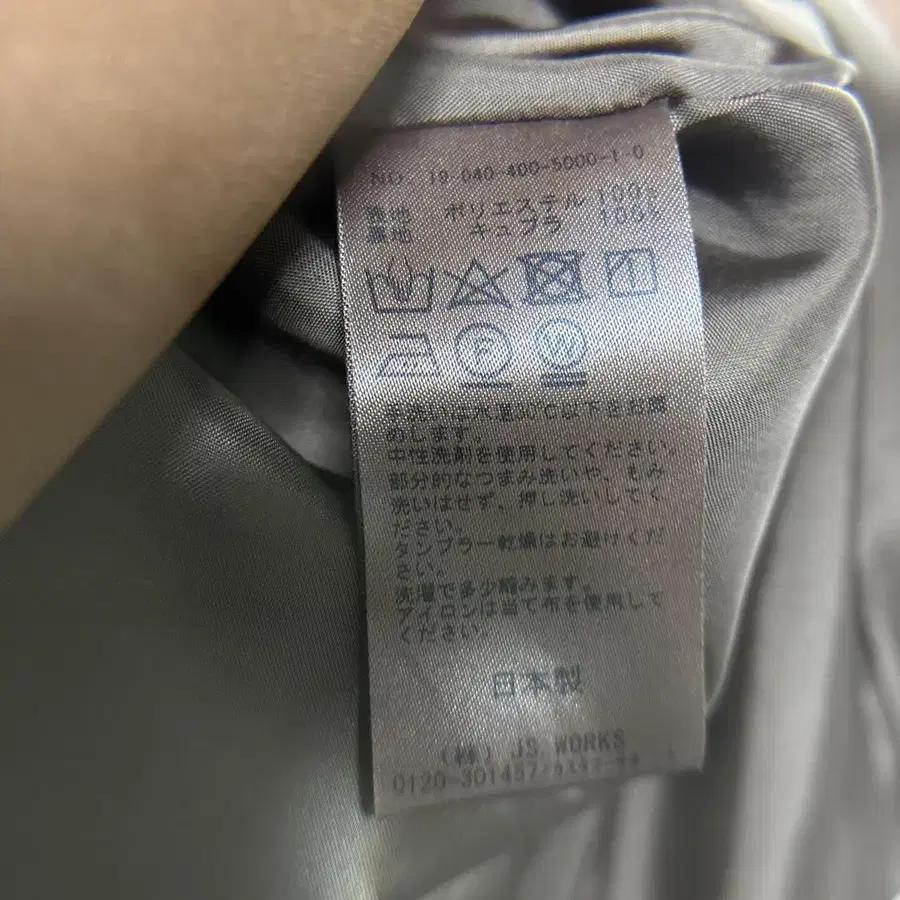 NO. 19-040-400-5000-1-0
表地 ポリエステル 100%
裏地 キュプラ 100%
P
W
手洗いは水温30℃以下をお薦
めします。
中性洗剤を使用してください。
部分的なつまみ洗いや、もみ
洗いはせず、押し洗いしてく
ださい。
タンブラー乾燥はお避けくだ
さい。
洗濯で多少縮みます。
アイロンは当て布を使用して
ください。
日本製
(株) JS.WORKS
0120-301457